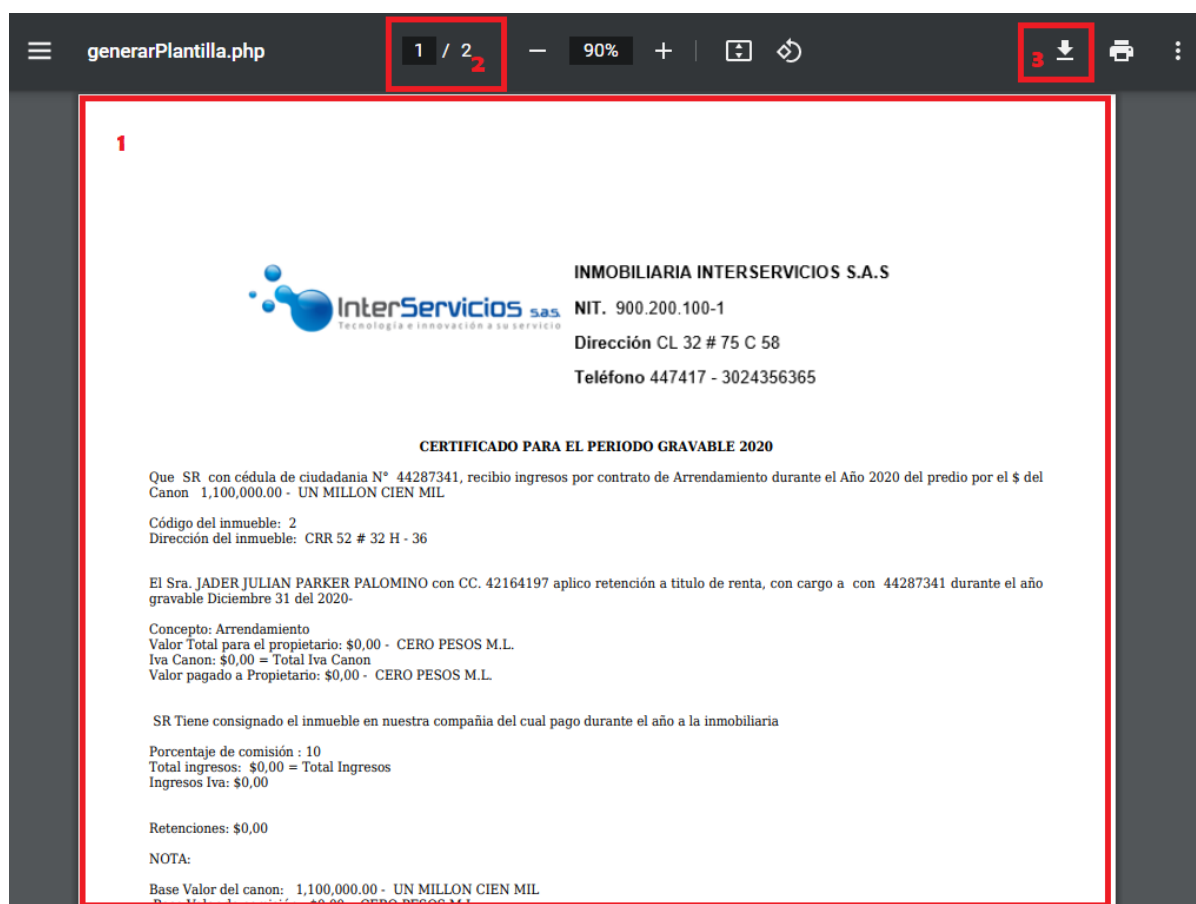 generarPlantilla.php 1 / 2 90%
2
3
1
INMOBILIARIA INTERSERVICIOS S.A.S
InterServicios s.a.s.
Tecnología e innovación a su servicio
NIT. 900.200.100-1
Dirección CL 32 # 75 C 58
Teléfono 447417 - 3024356365
CERTIFICADO PARA EL PERIODO GRAVABLE 2020
Que SR con cédula de ciudadania N° 44287341, recibio ingresos por contrato de Arrendamiento durante el Año 2020 del predio por el $ del
Canon 1,100,000.00 - UN MILLON CIEN MIL
Código del inmueble: 2
Dirección del inmueble: CRR 52 # 32 H - 36
El Sra. JADER JULIAN PARKER PALOMINO con CC. 42164197 aplico retención a titulo de renta, con cargo a con 44287341 durante el año
gravable Diciembre 31 del 2020-
Concepto: Arrendamiento
Valor Total para el propietario: $0,00 - CERO PESOS M.L.
Iva Canon: $0,00 = Total Iva Canon
Valor pagado a Propietario: $0,00 - CERO PESOS M.L.
SR Tiene consignado el inmueble en nuestra compañia del cual pago durante el año a la inmobiliaria
Porcentaje de comisión : 10
Total ingresos: $0,00 = Total Ingresos
Ingresos Iva: $0,00
Retenciones: $0,00
NOTA:
Base Valor del canon: 1,100,000.00 - UN MILLON CIEN MIL